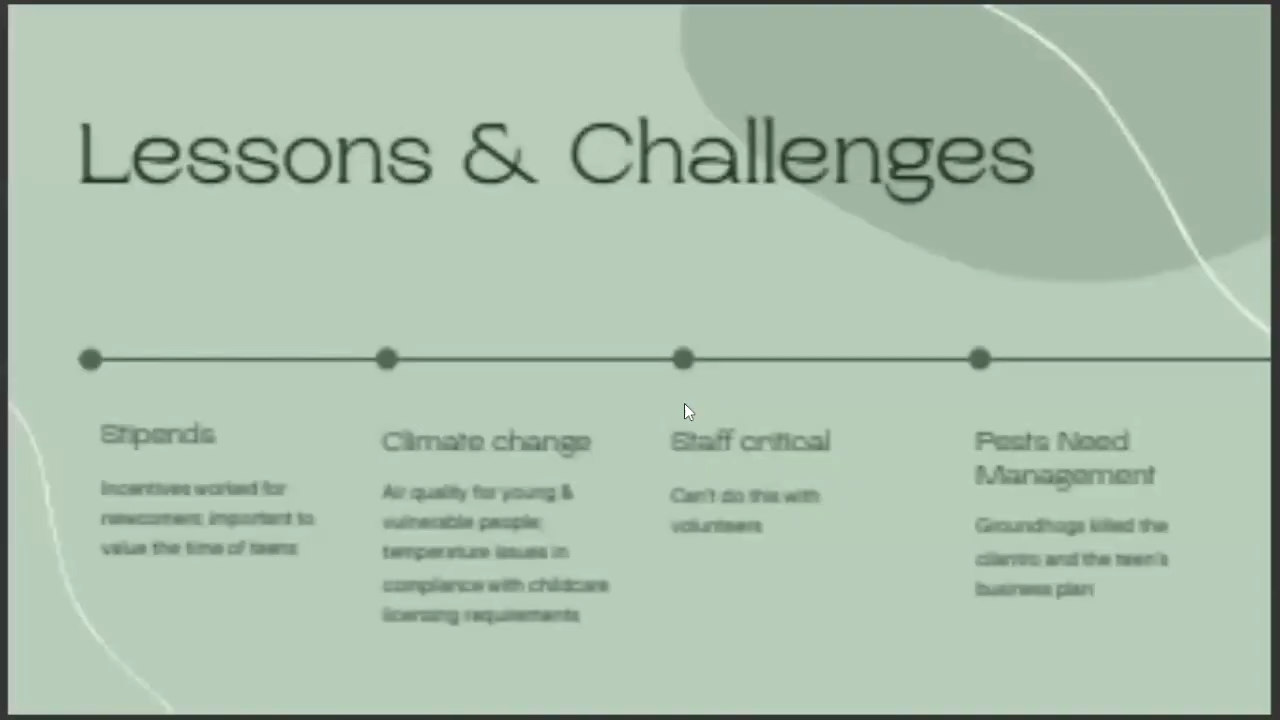 Lessons & Challenges
Stipends
Incentives worked for
newcomers; important to
value the time of teens
Climate change
Air quality for young &
vulnerable people;
temperature issues in
compliance with childcare
licensing requirements
Staff critical
Can't do this with
volunteers
Pests Need
Management
Groundhogs killed the
cilantro and the teen's
business plan